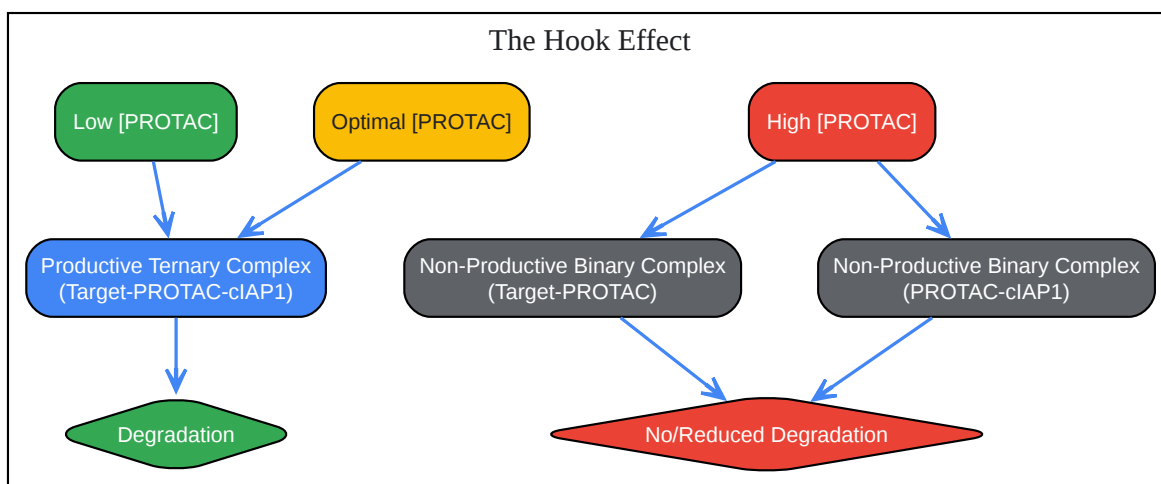 The Hook Effect
Low [PROTAC]
Optimal [PROTAC]
High [PROTAC]
Productive Ternary Complex
(Target-PROTAC-cIAP1)
Non-Productive Binary Complex
(Target-PROTAC)
Non-Productive Binary Complex
(PROTAC-cIAP1)
Degradation
No/Reduced Degradation